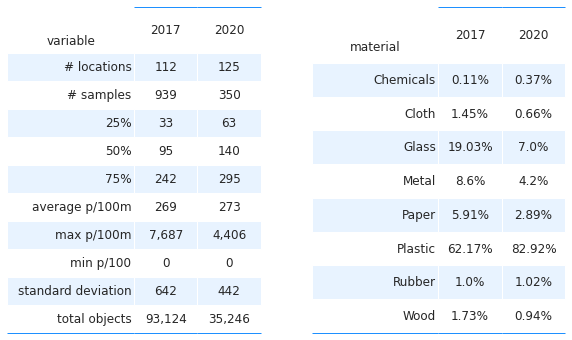 variable 2017 2020
# locations 112 125
# samples 939 350
25% 33 63
50% 95 140
75% 242 295
average p/100m 269 273
max p/100m 7,687 4,406
min p/100 0 0
standard deviation 642 442
total objects 93,124 35,246
material 2017 2020
Chemicals 0.11% 0.37%
Cloth 1.45% 0.66%
Glass 19.03% 7.0%
Metal 8.6% 4.2%
Paper 5.91% 2.89%
Plastic 62.17% 82.92%
Rubber 1.0% 1.02%
Wood 1.73% 0.94%